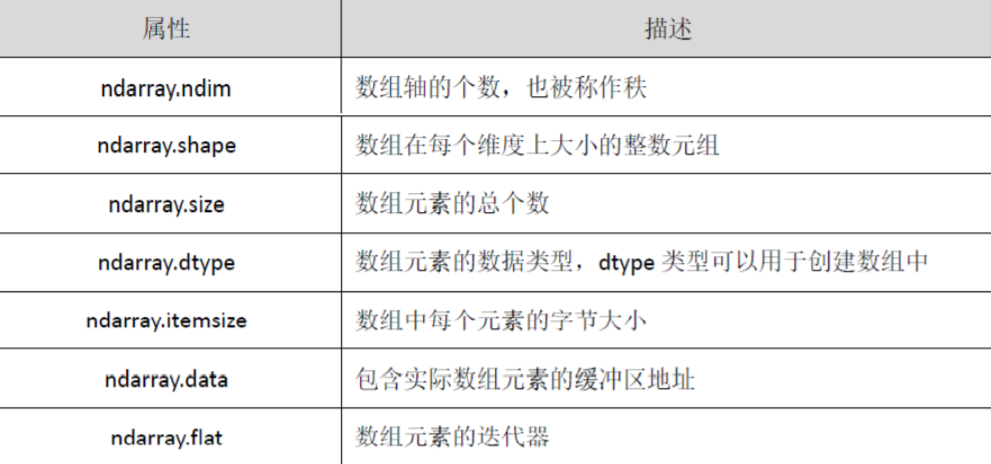 属性 描述
ndarray.ndim 数组轴的个数，也被称作秩
ndarray.shape 数组在每个维度上大小的整数元组
ndarray.size 数组元素的总个数
ndarray.dtype 数组元素的数据类型，dtype 类型可以用于创建数组中
ndarray.itemsize 数组中每个元素的字节大小
ndarray.data 包含实际数组元素的缓冲区地址
ndarray.flat 数组元素的迭代器